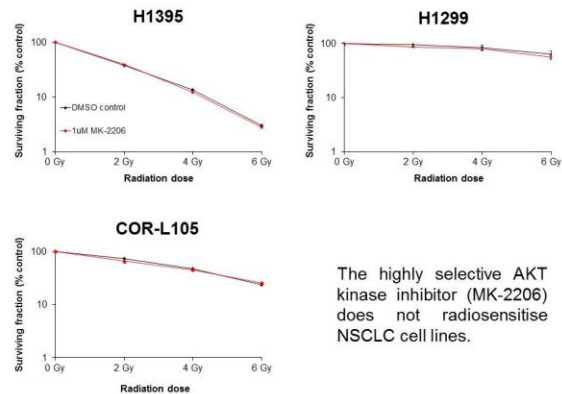 H1395
Surviving fraction (% control)
100
10
1
DMSO control
1uM MK-2206
0 Gy 2 Gy 4 Gy 6 Gy
Radiation dose
H1299
Surviving fraction (% control)
100
10
1
0 Gy 2 Gy 4 Gy 6 Gy
Radiation dose
COR-L105
Surviving fraction (% control)
100
10
1
0 Gy 2 Gy 4 Gy 6 Gy
Radiation dose
The highly selective AKT
kinase inhibitor (MK-2206)
does not radiosensitise
NSCLC cell lines.